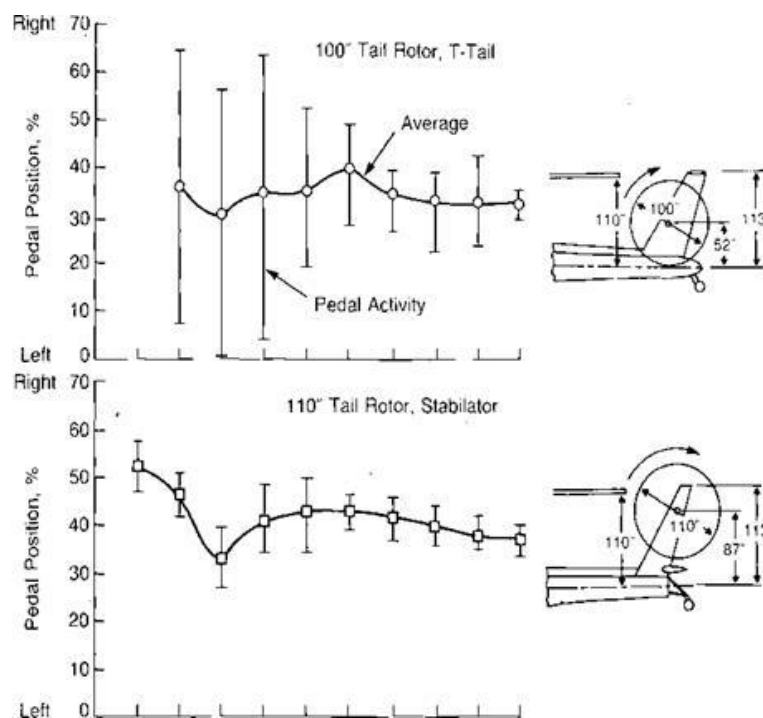 Right 70
100" Tail Rotor, T-Tail
60
50
Average
40
30
20
Pedal Activity
10
Left 0
Pedal Position, %
110"
100"
52"
113"
Right 70
110" Tail Rotor, Stabilator
60
50
40
30
20
10
Left 0
Pedal Position, %
110"
110"
87"